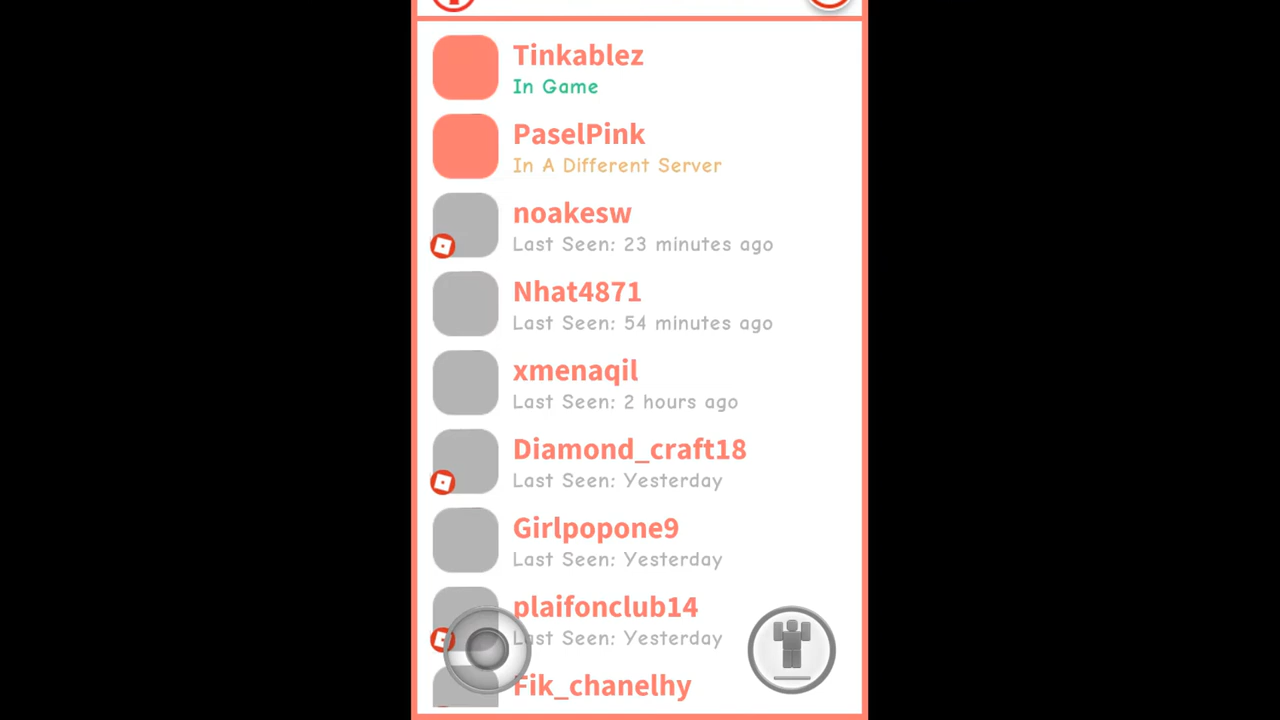 Tinkablez
In Game
PaselPink
In A Different Server
noakesw
Last Seen: 23 minutes ago
Nhat4871
Last Seen: 54 minutes ago
xmenaqil
Last Seen: 2 hours ago
Diamond_craft18
Last Seen: Yesterday
Girlpopone9
Last Seen: Yesterday
plaifonclub14
Last Seen: Yesterday
Fik_chanelhy